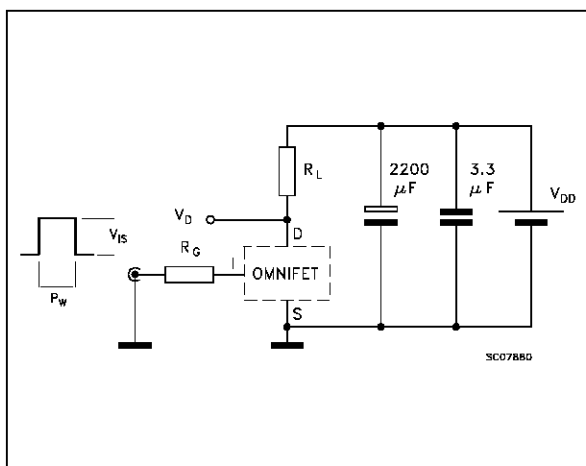 2200
μF
3.3
μF
R_L
V_DD
V_D
D
V_IS
R_G
I
OMNIFET
P_W
S
SC07880